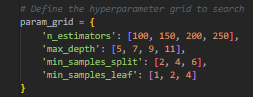 # Define the hyperparameter grid to search
param_grid = {
    'n_estimators': [100, 150, 200, 250],
    'max_depth': [5, 7, 9, 11],
    'min_samples_split': [2, 4, 6],
    'min_samples_leaf': [1, 2, 4]
}